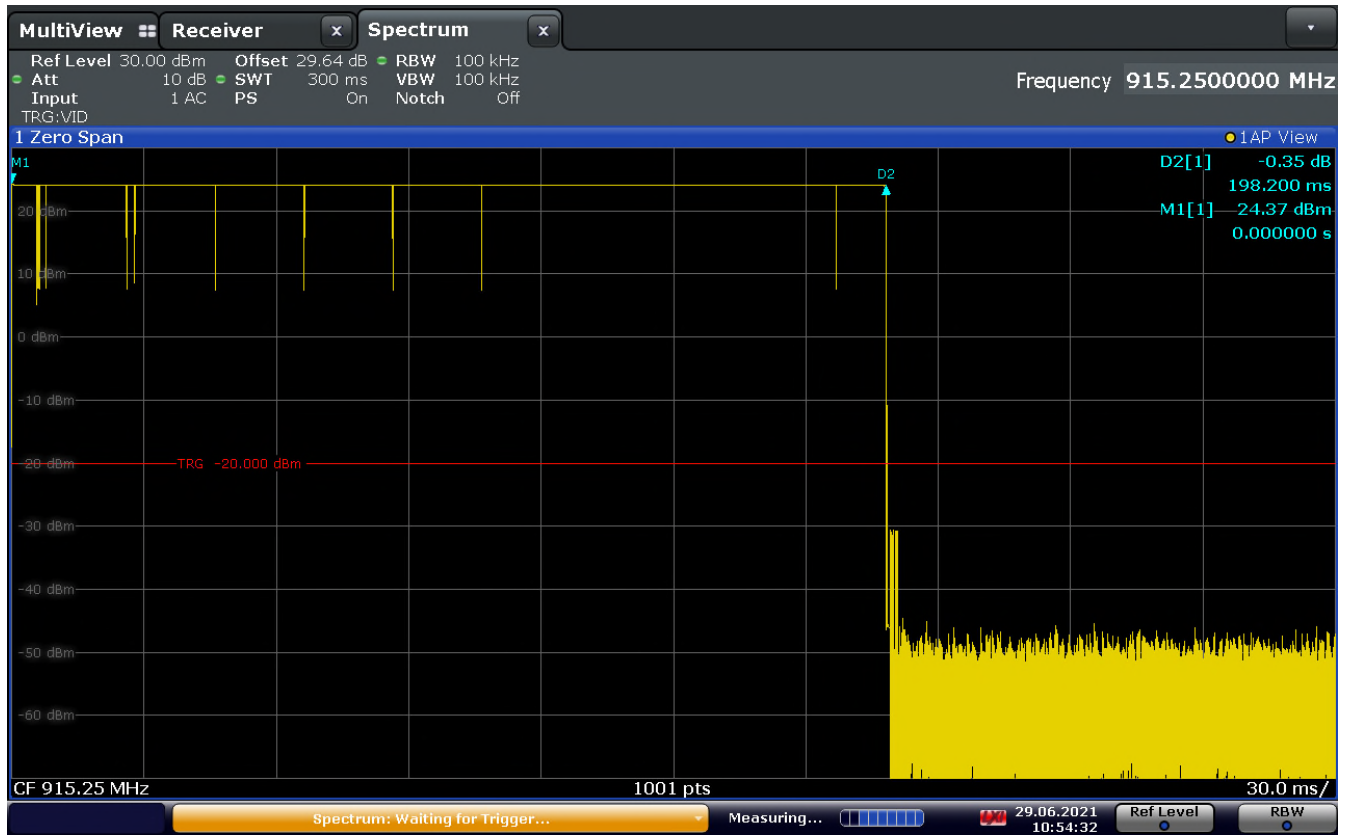 MultiView Receiver x Spectrum x
Ref Level 30.00 dBm Offset 29.64 dB RBW 100 kHz
Att 10 dB SWT 300 ms VBW 100 kHz
Input 1 AC PS On Notch Off
TRG:VID
Frequency 915.2500000 MHz
1 Zero Span 1AP View
M1
D2
D2[1] -0.35 dB
198.200 ms
M1[1] 24.37 dBm
0.000000 s
20 dBm
10 dBm
0 dBm
-10 dBm
-20 dBm TRG -20.000 dBm
-30 dBm
-40 dBm
-50 dBm
-60 dBm
CF 915.25 MHz 1001 pts 30.0 ms/
Spectrum: Waiting for Trigger... Measuring... LXI 29.06.2021 Ref Level RBW
10:54:32